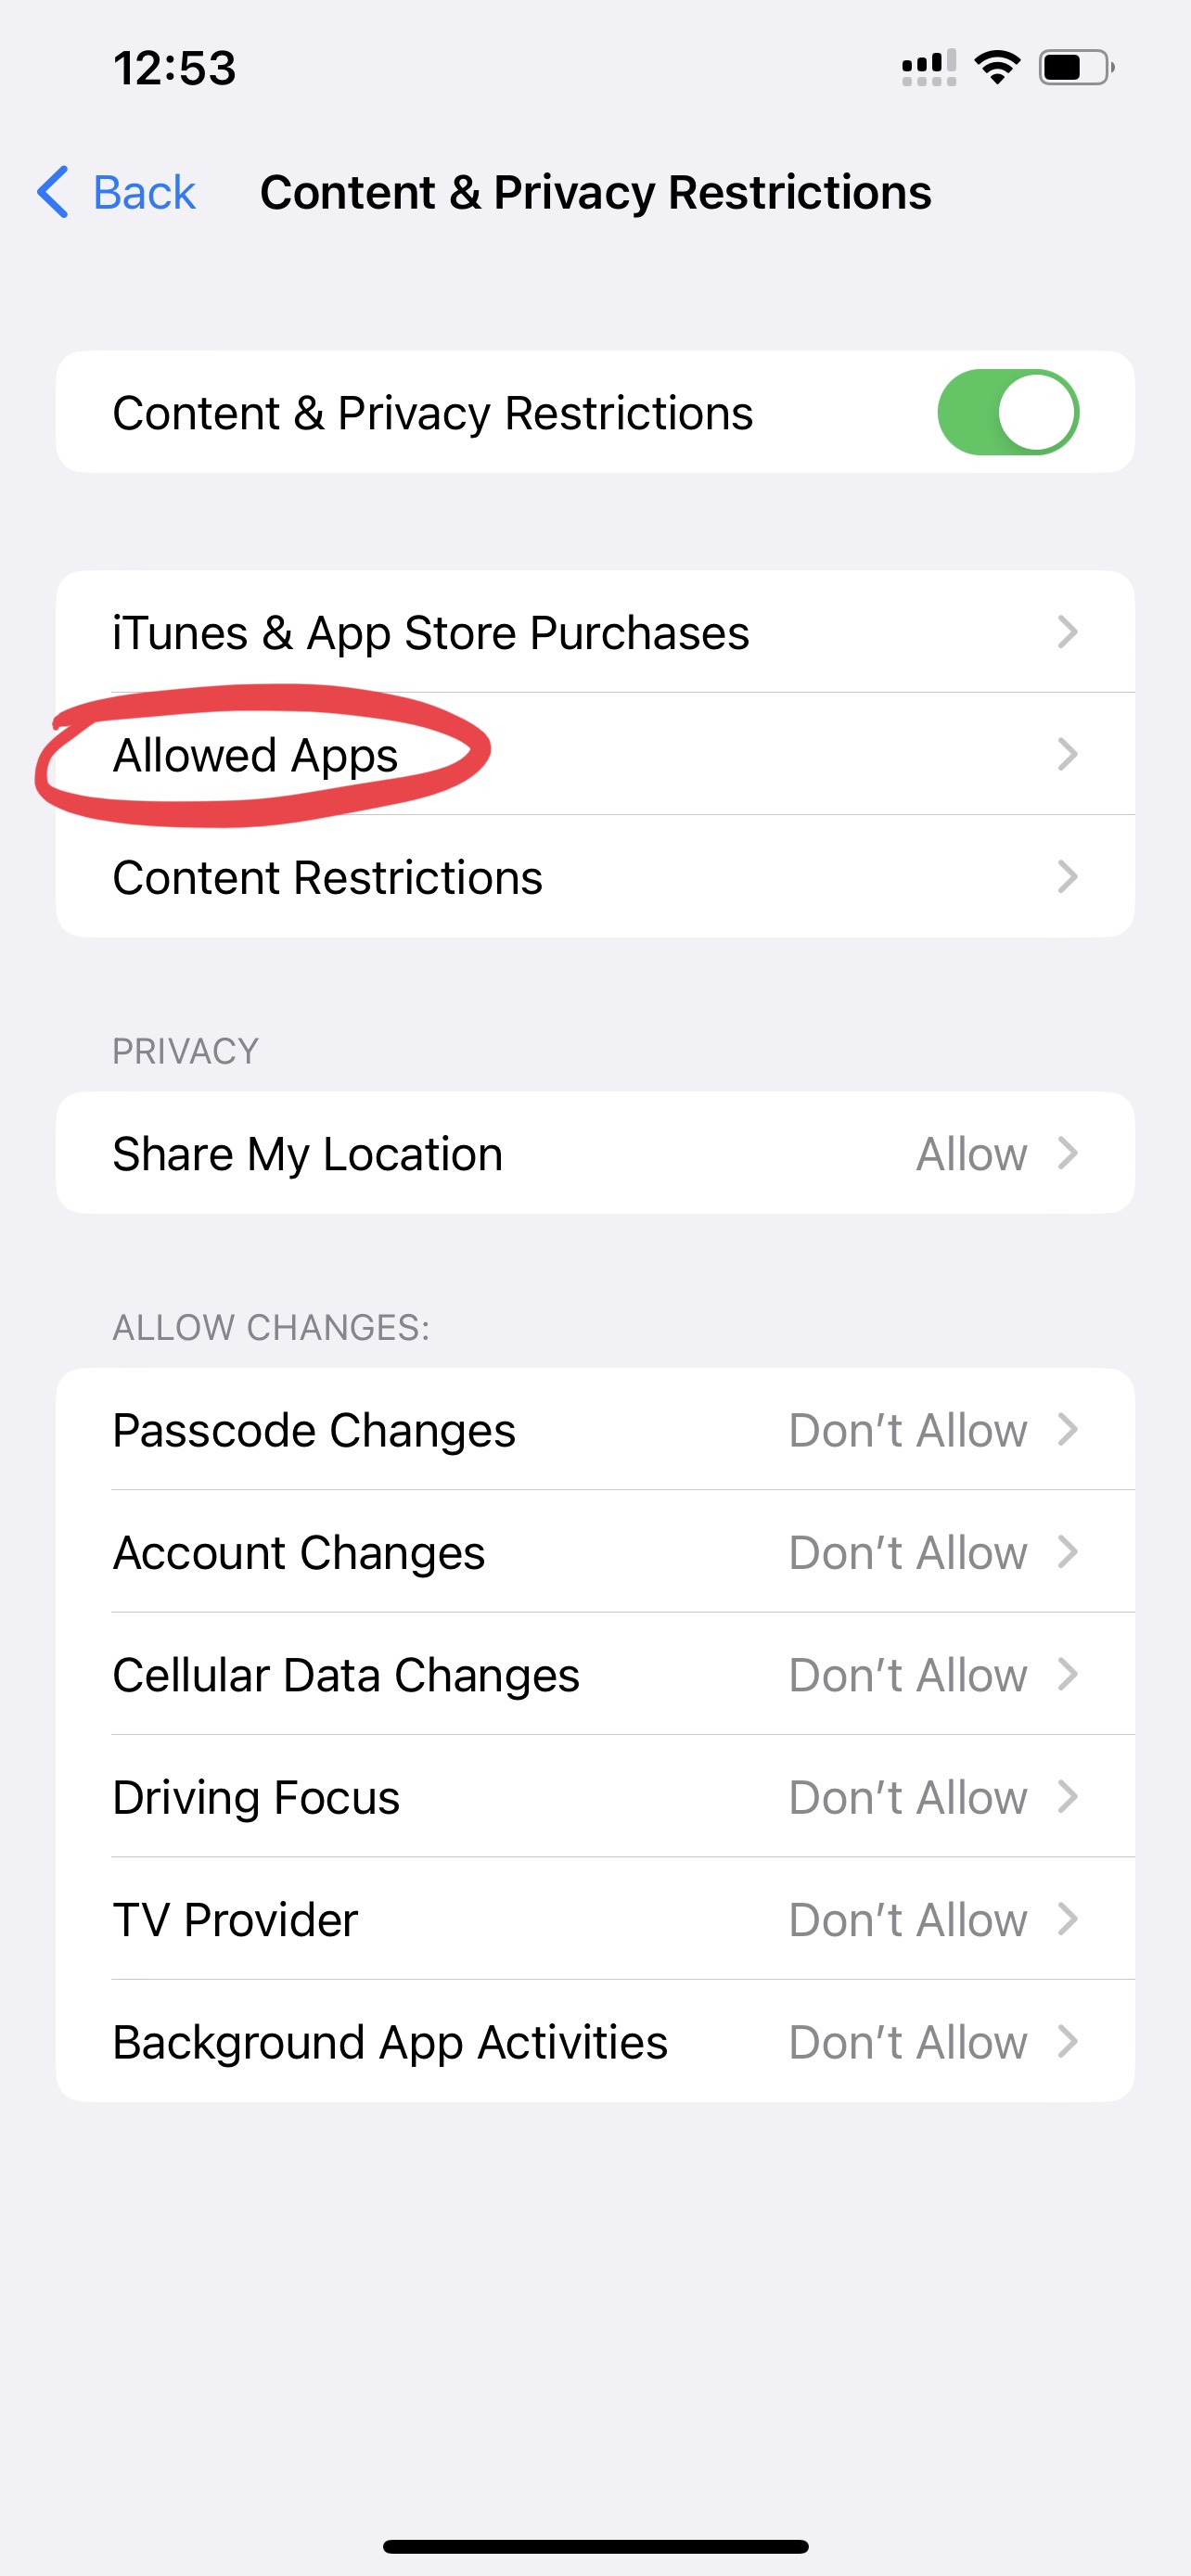 12:53
Back Content & Privacy Restrictions
Content & Privacy Restrictions
iTunes & App Store Purchases
Allowed Apps
Content Restrictions
PRIVACY
Share My Location Allow
ALLOW CHANGES:
Passcode Changes Don’t Allow
Account Changes Don’t Allow
Cellular Data Changes Don’t Allow
Driving Focus Don’t Allow
TV Provider Don’t Allow
Background App Activities Don’t Allow